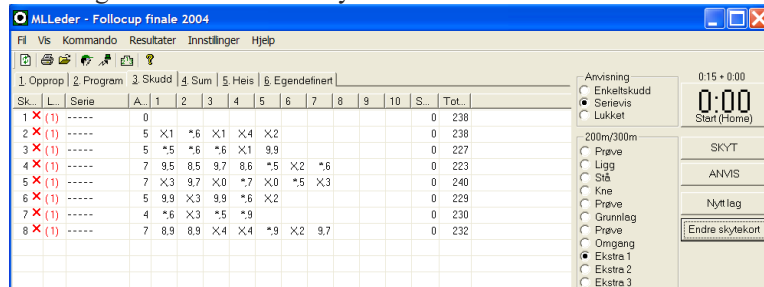 MLLeder - Follocup finale 2004
Fil Vis Kommando Resultater Innstilinger Hjelp
1. Opprop 2. Program 3. Skudd 4. Sum 5. Heis 6. Egendefinert
Sk... L... Serie A... 1 2 3 4 5 6 7 8 9 10 S... Tot...
1 (1) ----- 0 0 238
2 (1) ----- 5 X,1 *,6 X,1 X,4 X,2 0 238
3 (1) ----- 5 *,5 *,6 *,6 X,1 9,9 0 227
4 (1) ----- 7 9,5 8,5 9,7 8,6 *,5 X,2 *,6 0 223
5 (1) ----- 7 X,3 9,7 X,0 *,7 X,0 *,5 X,3 0 240
6 (1) ----- 5 9,9 X,3 9,9 *,6 X,2 0 229
7 (1) ----- 4 *,6 X,3 *,5 *,9 0 230
8 (1) ----- 7 8,9 8,9 X,4 X,4 *,9 X,2 9,7 0 232
Anvisning
Enkeltskudd
Serievis
Lukket
200m/300m
Prøve
Ligg
Stå
Kne
Prøve
Grunnlag
Prøve
Omgang
Ekstra 1
Ekstra 2
Ekstra 3
0:15 + 0:00
0:00
Start (Home)
SKYT
ANVIS
Nytt lag
Endre skytekort